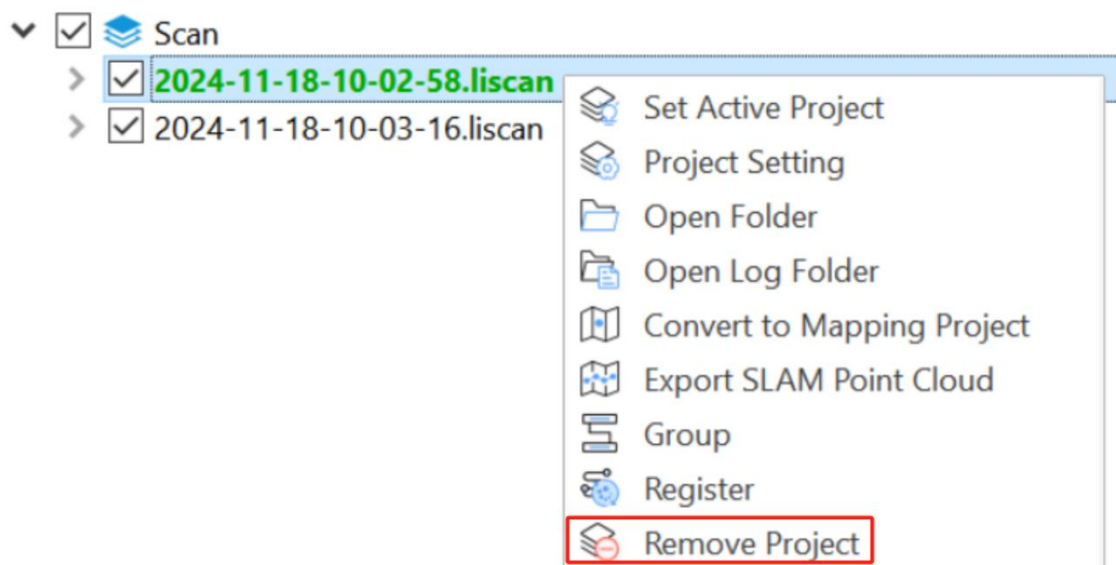 Scan
2024-11-18-10-02-58.liscan
2024-11-18-10-03-16.liscan
Set Active Project
Project Setting
Open Folder
Open Log Folder
Convert to Mapping Project
Export SLAM Point Cloud
Group
Register
Remove Project